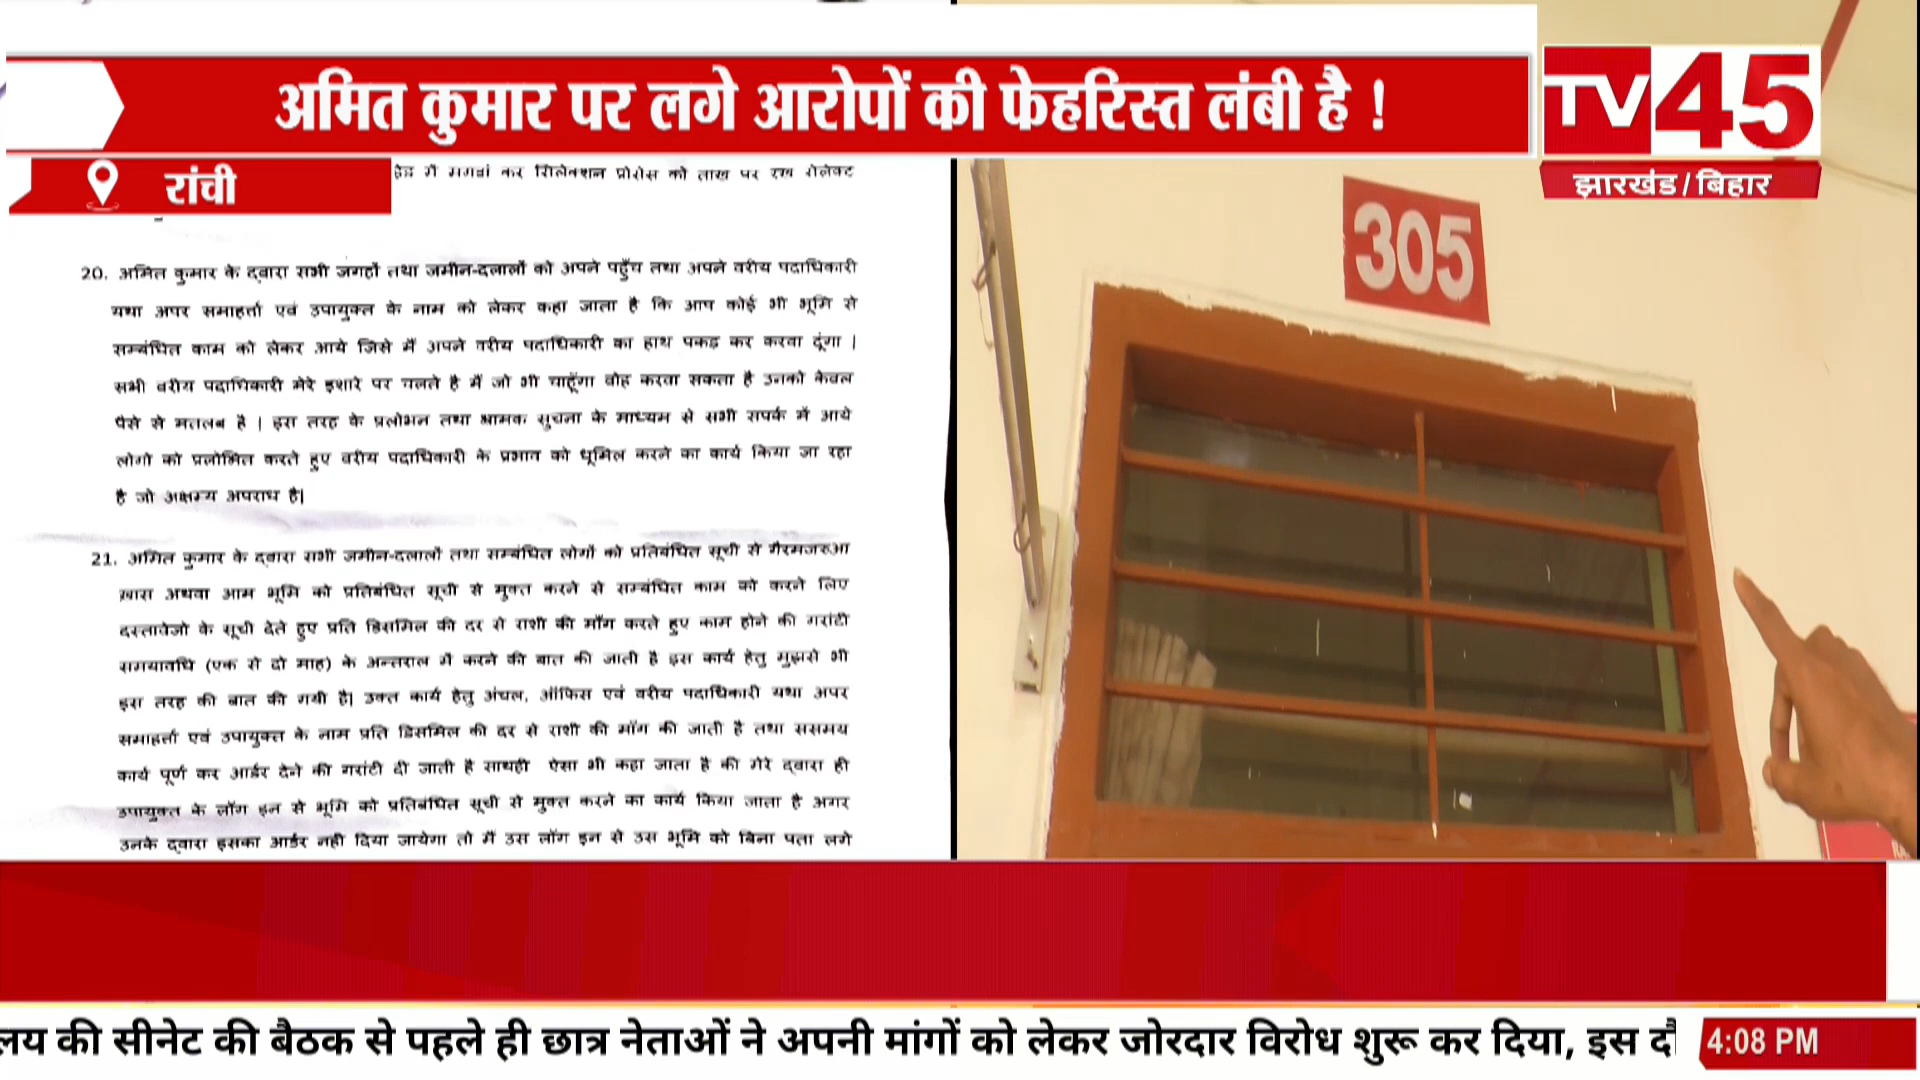 अमित कुमार पर लगे आरोपों की फेहरिस्त लंबी है !
TV45
झारखंड / बिहार
रांची
कर सिलेक्शन प्रोसेस को ताख पर रख सेलेक्ट
305
20. अमित कुमार के द्वारा सभी जगहों तथा जमीन-दलालों को अपने पहुँच तथा अपने वरीय पदाधिकारी
यथा अपर समाहर्त्ता एवं उपायुक्त के नाम को लेकर कहा जाता है कि आप कोई भी भूमि से
सम्बंधित काम को लेकर आये जिसे मैं अपने वरीय पदाधिकारी का हाथ पकड़ कर करवा दूंगा |
सभी वरीय पदाधिकारी मेरे इशारे पर चलते है मैं जो भी चाहूँगा वोह करवा सकता है उनको केवल
पैसे से मतलब है | इस तरह के प्रलोभन तथा भ्रामक सुचना के माध्यम से सभी सपर्क में आये
लोगो को प्रलोभित करते हुए वरीय पदाधिकारी के प्रभाव को धूमिल करने का कार्य किया जा रहा
है जो अक्षम्य अपराध है|
21. अमित कुमार के द्वारा सभी जमीन-दलालों तथा सम्बंधित लोगों को प्रतिबंधित सूची से गैरमजरुआ
खास अथवा आम भूमि को प्रतिबंधित सूची से मुक्त करने से सम्बंधित काम को करने लिए
दस्तावेजो के सूची देते हुए प्रति डिसमिल की दर से राशी की माँग करते हुए काम होने की गरांटी
समयावधि (एक से दो माह) के अन्तराल में करने की बात की जाती है इस कार्य हेतु मुझसे भी
इस तरह की बात की गयी है| उक्त कार्य हेतु अंचल, ऑफिस एवं वरीय पदाधिकारी यथा अपर
समाहर्त्ता एवं उपायुक्त के नाम प्रति डिसमिल की दर से राशी की माँग की जाती है तथा ससमय
कार्य पूर्ण कर आर्डर देने की गरांटी दी जाती है साथही ऐसा भी कहा जाता है की मेरे द्वारा ही
उपायुक्त के लॉग इन से भूमि को प्रतिबंधित सूची से मुक्त करने का कार्य किया जाता है अगर
उनके द्वारा इसका आर्डर नही दिया जायेगा तो मैं उस लॉग इन से उस भूमि को बिना पता लगे
लय की सीनेट की बैठक से पहले ही छात्र नेताओं ने अपनी मांगों को लेकर जोरदार विरोध शुरू कर दिया, इस
4:08 PM